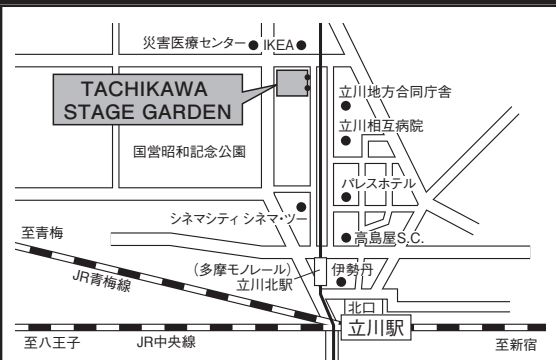 災害医療センター
IKEA
TACHIKAWA
STAGE GARDEN
立川地方合同庁舎
立川相互病院
国営昭和記念公園
パレスホテル
シネマシティ シネマ・ツー
至青梅
高島屋S.C.
JR青梅線
(多摩モノレール)
立川北駅
伊勢丹
北口
立川駅
至八王子
JR中央線
至新宿